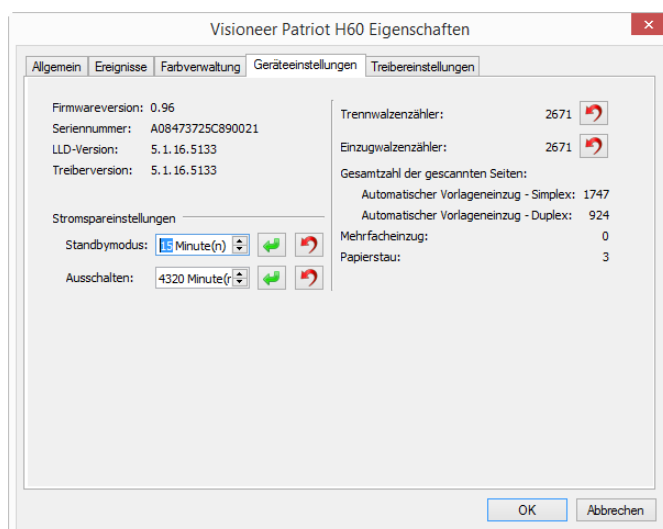 Visioneer Patriot H60 Eigenschaften
Allgemein Ereignisse Farbverwaltung Geräteeinstellungen Treibereinstellungen
Firmwareversion: 0.96
Seriennummer: A08473725C890021
LLD-Version: 5.1.16.5133
Treiberversion: 5.1.16.5133
Stromspareinstellungen
Standbymodus: 15 Minute(n)
Ausschalten: 4320 Minute(r
Trennwalzenzähler: 2671
Einzugwalzenzähler: 2671
Gesamtzahl der gescannten Seiten:
Automatischer Vorlageneinzug - Simplex: 1747
Automatischer Vorlageneinzug - Duplex: 924
Mehrfacheinzug: 0
Papierstau: 3
OK Abbrechen